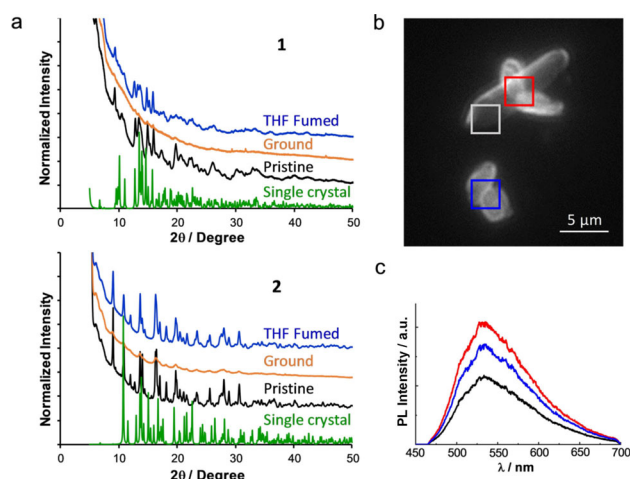 a
1
Normalized Intensity
THF Fumed
Ground
Pristine
Single crystal
0 10 20 30 40 50
2θ / Degree
2
Normalized Intensity
THF Fumed
Ground
Pristine
Single crystal
0 10 20 30 40 50
2θ / Degree
b
5 μm
c
PL Intensity / a.u.
450 500 550 600 650 700
λ / nm